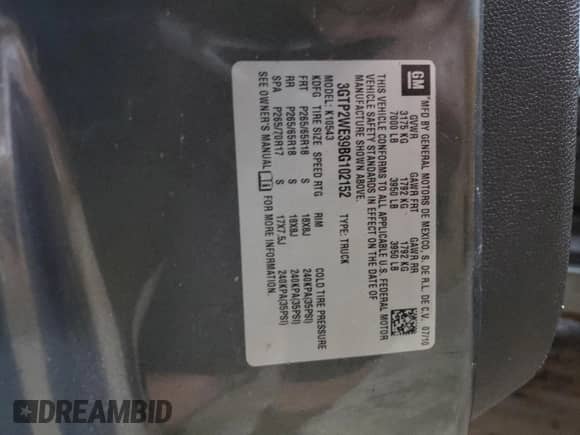 GM
MFD BY GENERAL MOTORS DE MEXICO, S. DE R.L. DE C.V. 07/10
GVWR GAWR FRT GAWR RR
3175 KG 1792 KG 1792 KG
7000 LB 3950 LB 3950 LB
THIS VEHICLE CONFORMS TO ALL APPLICABLE U.S. FEDERAL MOTOR
VEHICLE SAFETY STANDARDS IN EFFECT ON THE DATE OF
MANUFACTURE SHOWN ABOVE.
3GTP2WE39BG102152 TYPE: TRUCK
MODEL: K10543
KDFG TIRE SIZE SPEED RTG RIM COLD TIRE PRESSURE
FRT P265/65R18 S 18X8J 240KPA(35PSI)
RR P265/65R18 S 18X8J 240KPA(35PSI)
SPA P265/70R17 S 17X7.5J 240KPA(35PSI)
SEE OWNER'S MANUAL FOR MORE INFORMATION.
DREAMBID